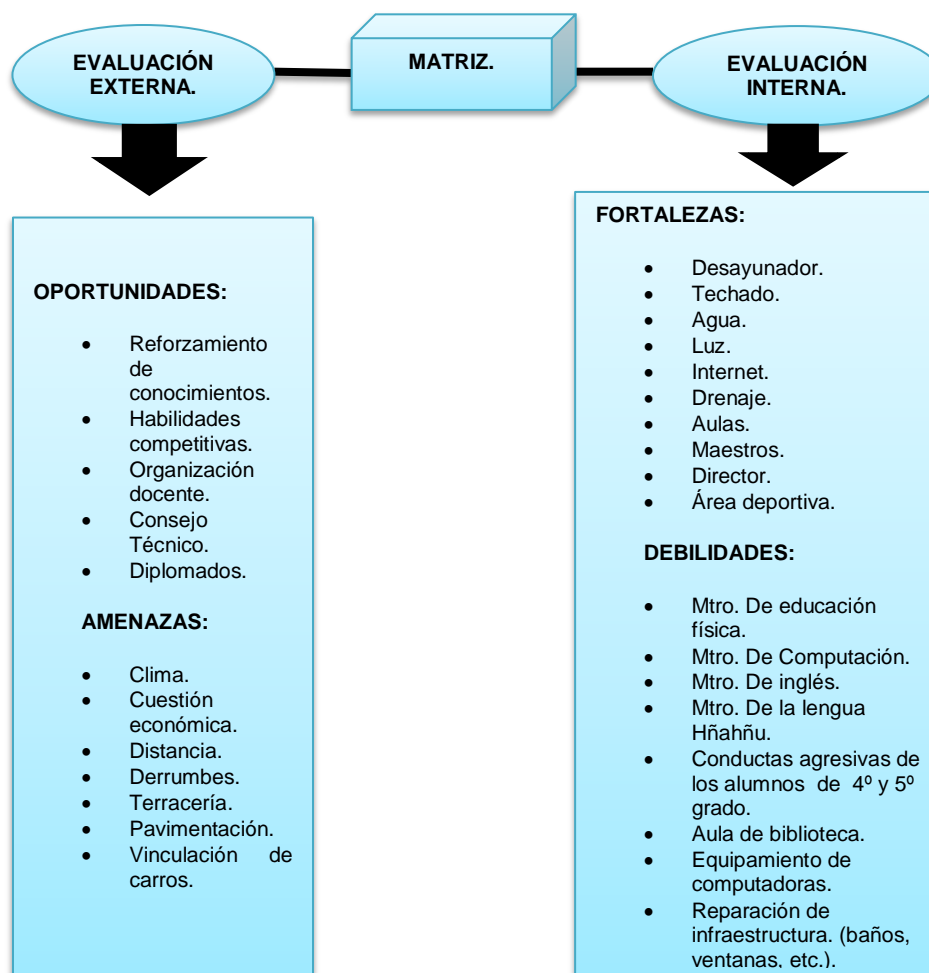 EVALUACIÓN
EXTERNA.
MATRIZ.
EVALUACIÓN
INTERNA.
OPORTUNIDADES:
• Reforzamiento
de
conocimientos.
• Habilidades
competitivas.
• Organización
docente.
• Consejo
Técnico.
• Diplomados.
AMENAZAS:
• Clima.
• Cuestión
económica.
• Distancia.
• Derrumbes.
• Terracería.
• Pavimentación.
• Vinculación de
carros.
FORTALEZAS:
• Desayunador.
• Techado.
• Agua.
• Luz.
• Internet.
• Drenaje.
• Aulas.
• Maestros.
• Director.
• Área deportiva.
DEBILIDADES:
• Mtro. De educación
física.
• Mtro. De Computación.
• Mtro. De inglés.
• Mtro. De la lengua
Hñahñu.
• Conductas agresivas de
los alumnos de 4º y 5º
grado.
• Aula de biblioteca.
• Equipamiento de
computadoras.
• Reparación de
infraestructura. (baños,
ventanas, etc.).